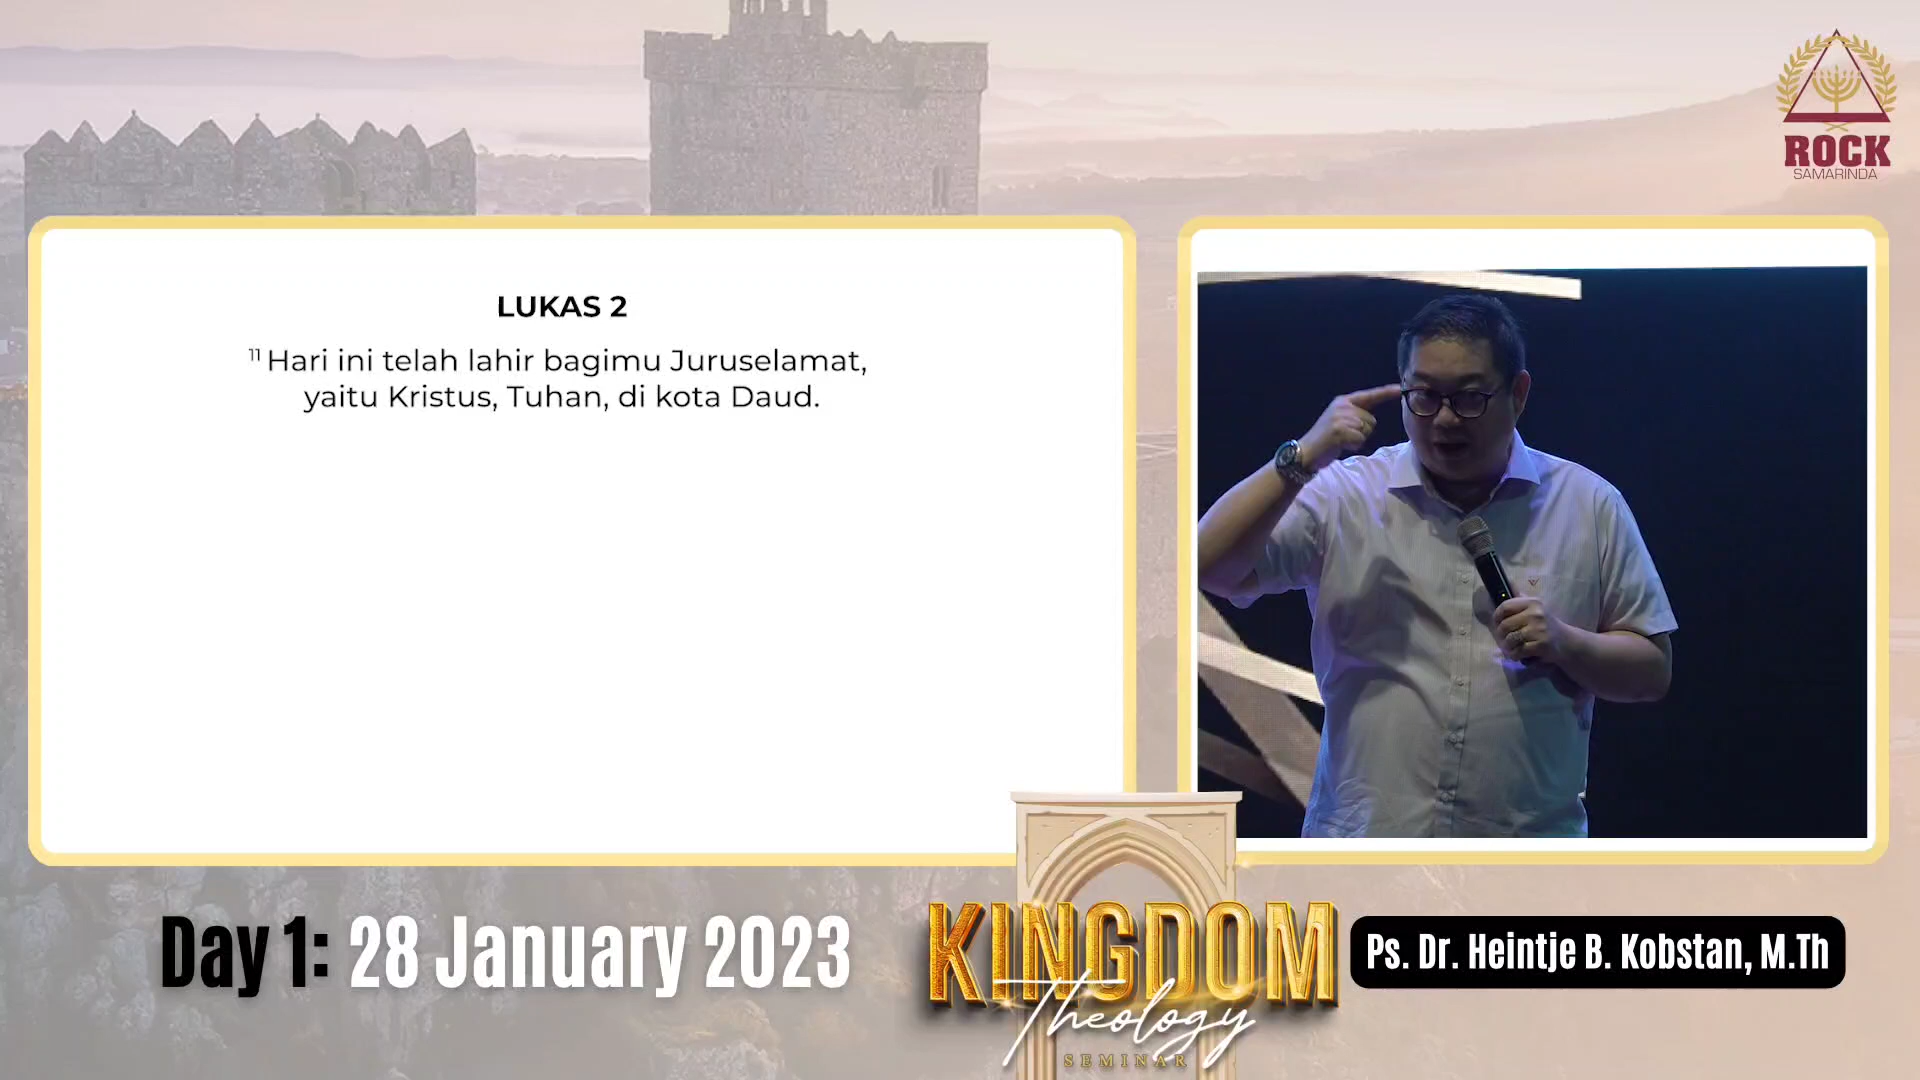 ROCK
SAMARINDA
LUKAS 2
11 Hari ini telah lahir bagimu Juruselamat,
yaitu Kristus, Tuhan, di kota Daud.
Day 1: 28 January 2023
KINGDOM
Theology
SEMINAR
Ps. Dr. Heintje B. Kobstan, M.Th